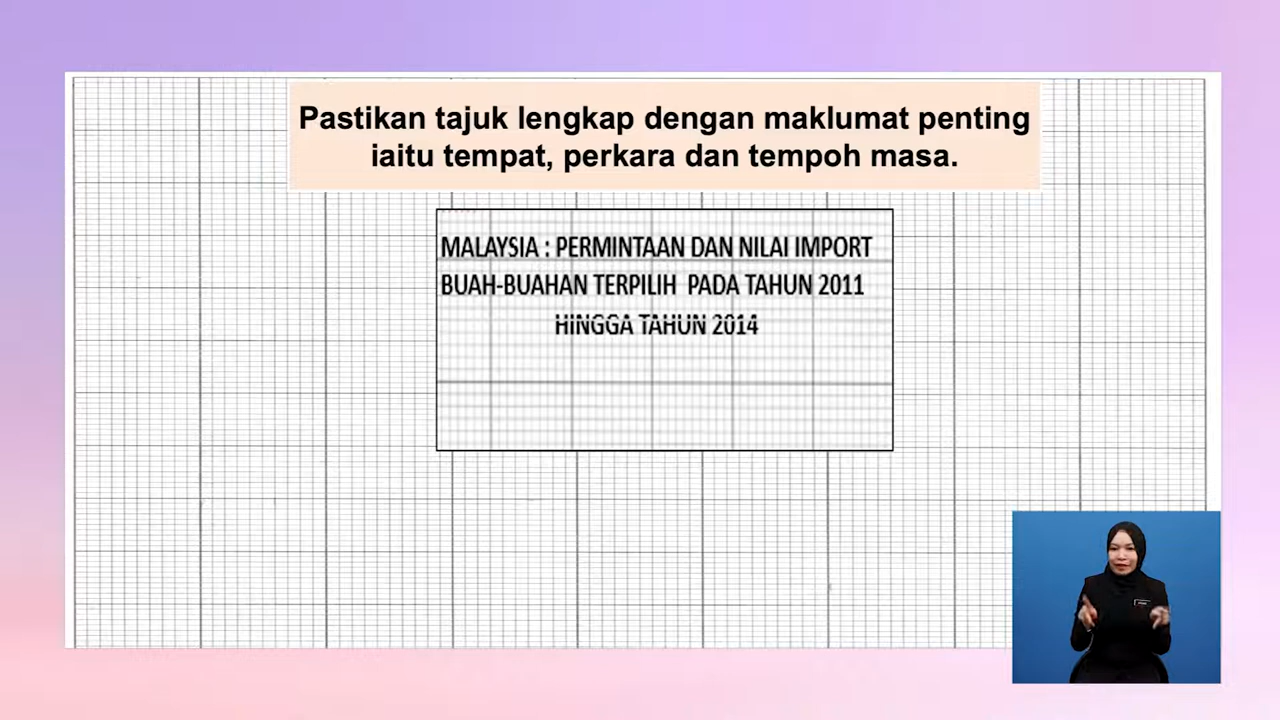 Pastikan tajuk lengkap dengan maklumat penting
iaitu tempat, perkara dan tempoh masa.
MALAYSIA : PERMINTAAN DAN NILAI IMPORT
BUAH-BUAHAN TERPILIH PADA TAHUN 2011
HINGGA TAHUN 2014